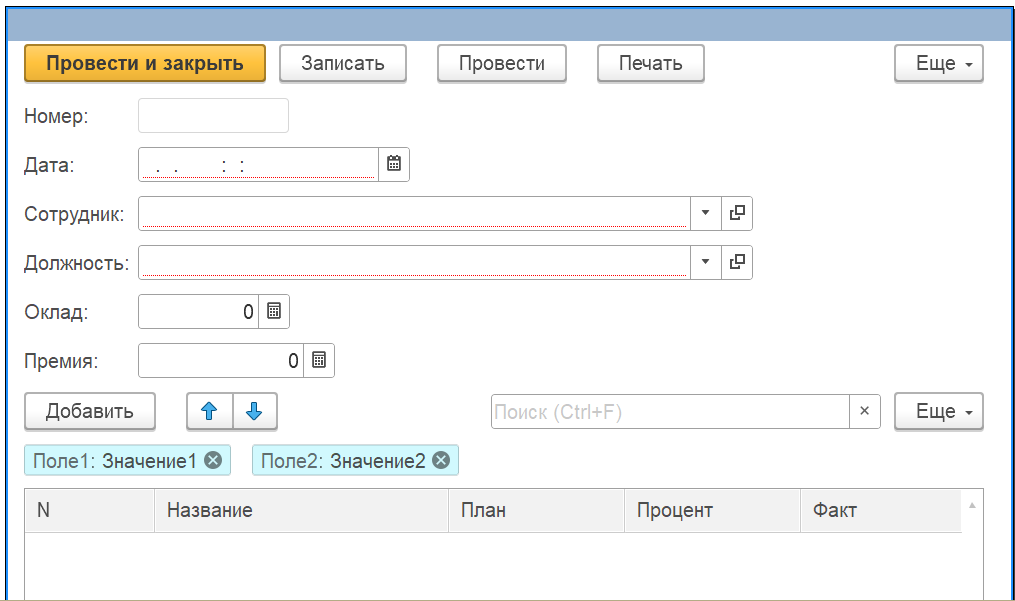 Провести и закрыть Записать Провести Печать Еще
Номер:
Дата: . . : :
Сотрудник:
Должность:
Оклад: 0
Премия: 0
Добавить Поиск (Ctrl+F) × Еще
Поле1: Значение1 Поле2: Значение2
N Название План Процент Факт